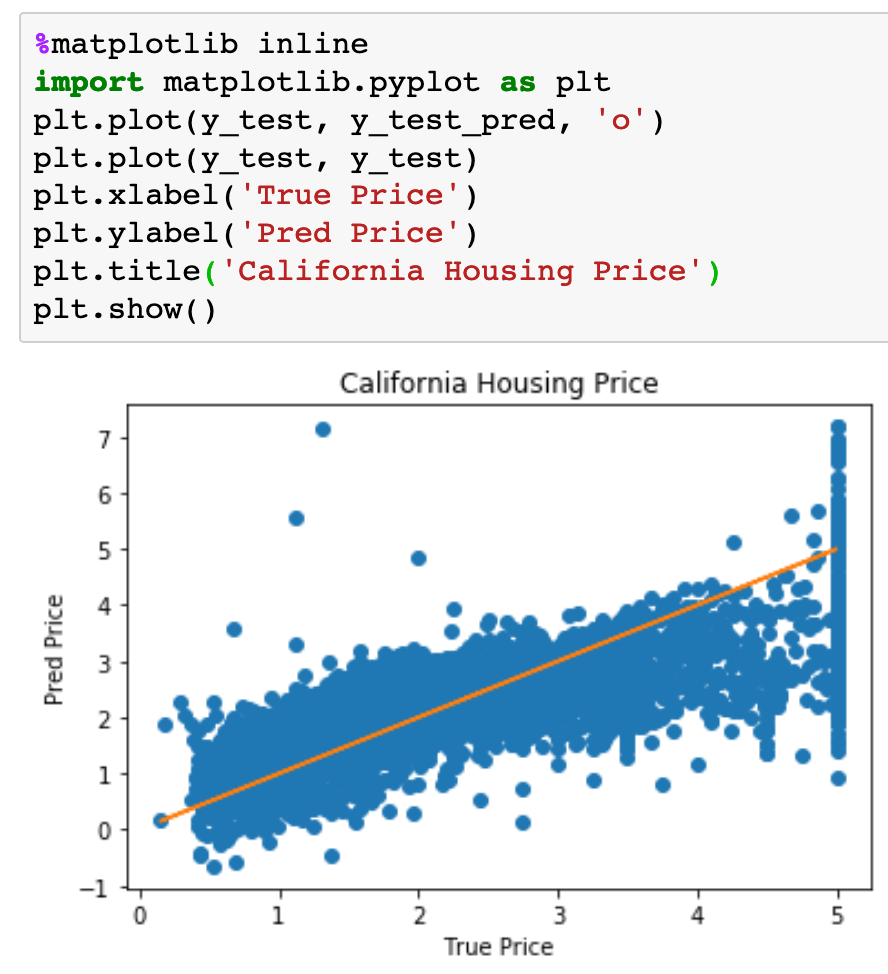 %matplotlib inline
import matplotlib.pyplot as plt
plt.plot(y_test, y_test_pred, 'o')
plt.plot(y_test, y_test)
plt.xlabel('True Price')
plt.ylabel('Pred Price')
plt.title('California Housing Price')
plt.show()
California Housing Price
7
6
5
4
3
2
1
0
−1
Pred Price
0 1 2 3 4 5
True Price